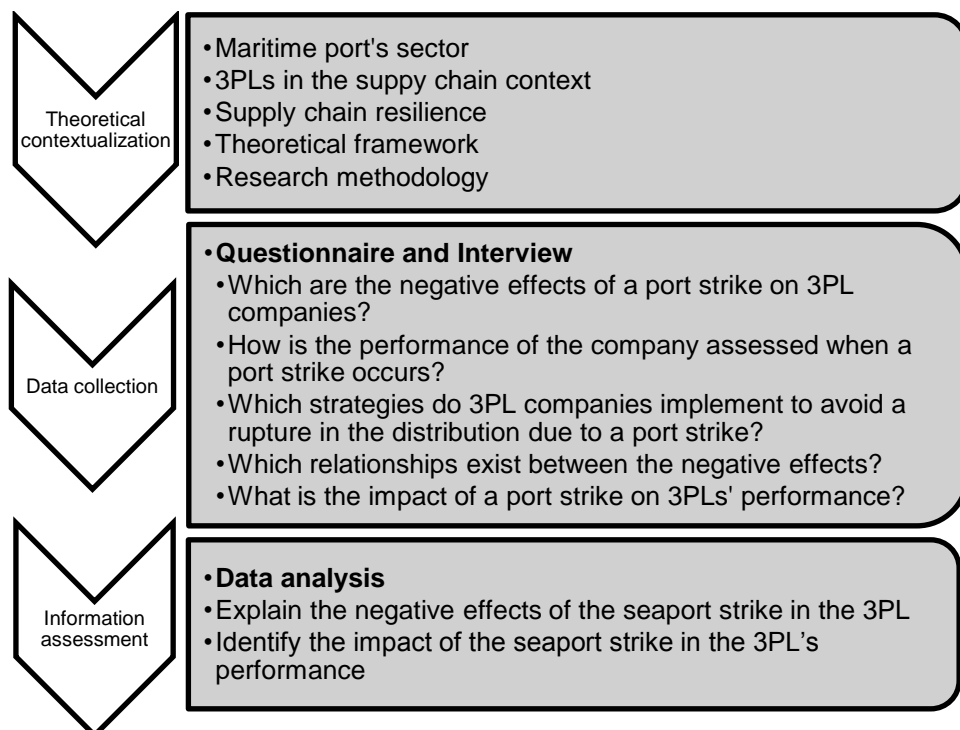 Theoretical
contextualization
•Maritime port's sector
•3PLs in the suppy chain context
•Supply chain resilience
•Theoretical framework
•Research methodology
Data collection
•Questionnaire and Interview
•Which are the negative effects of a port strike on 3PL
companies?
•How is the performance of the company assessed when a
port strike occurs?
•Which strategies do 3PL companies implement to avoid a
rupture in the distribution due to a port strike?
•Which relationships exist between the negative effects?
•What is the impact of a port strike on 3PLs' performance?
Information
assessment
•Data analysis
•Explain the negative effects of the seaport strike in the 3PL
•Identify the impact of the seaport strike in the 3PL’s
performance